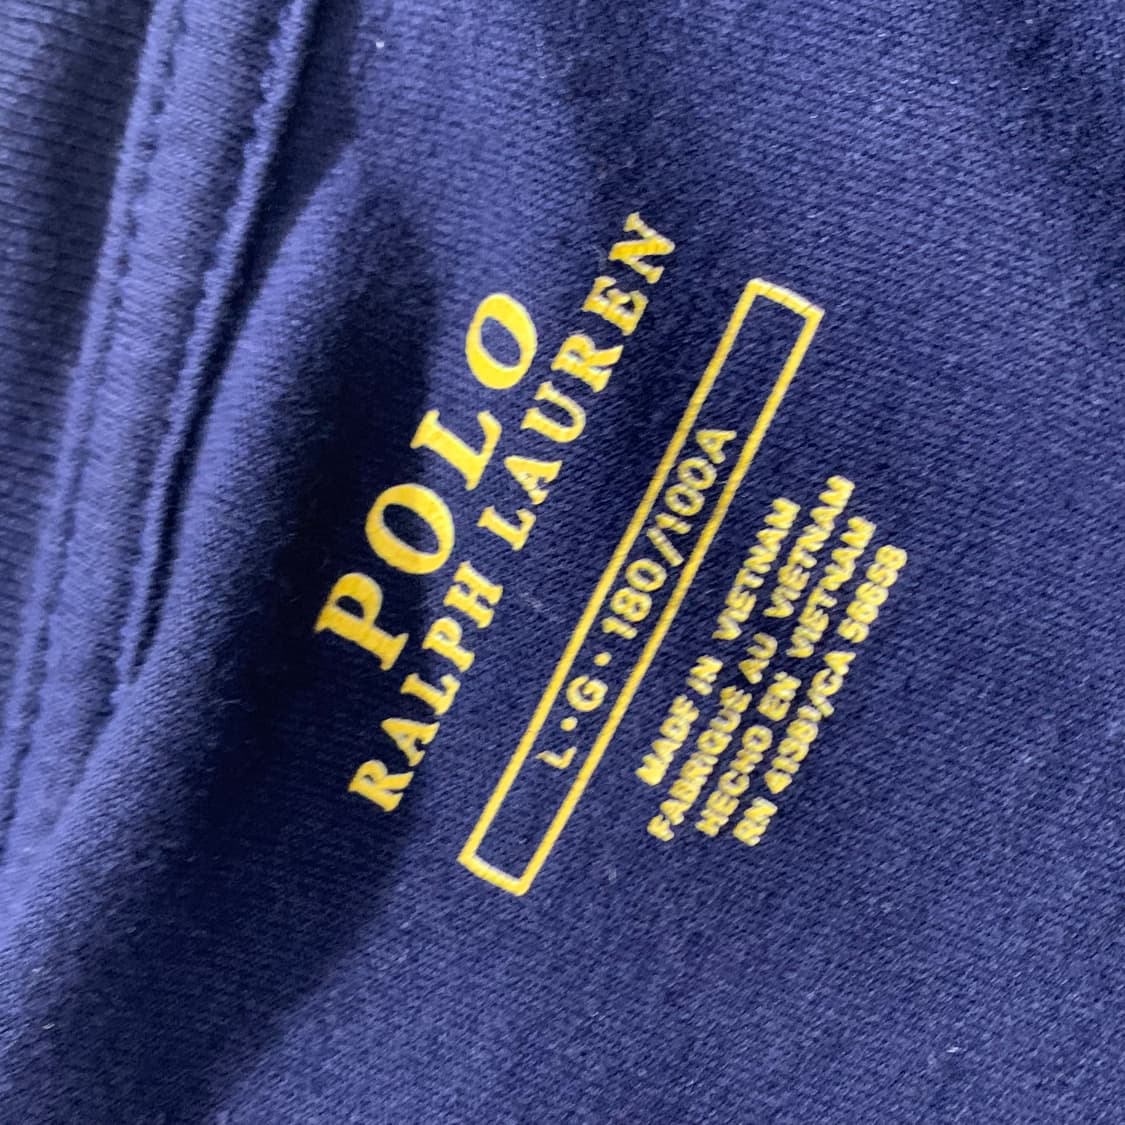 POLO
RALPH LAUREN
L•G•180/100A
MADE IN VIETNAM
FABRIQUÉ AU VIETNAM
HECHO EN VIETNAM
RN 41381/CA 56658